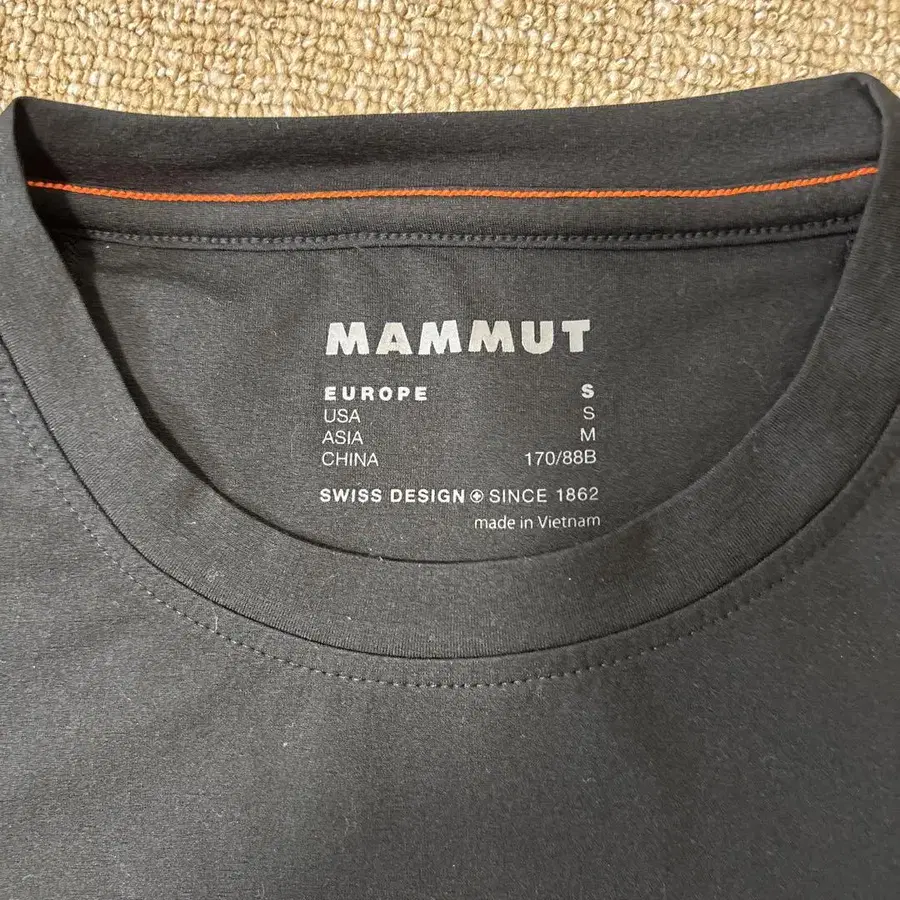 MAMMUT
EUROPE S
USA S
ASIA M
CHINA 170/88B
SWISS DESIGN SINCE 1862
made in Vietnam